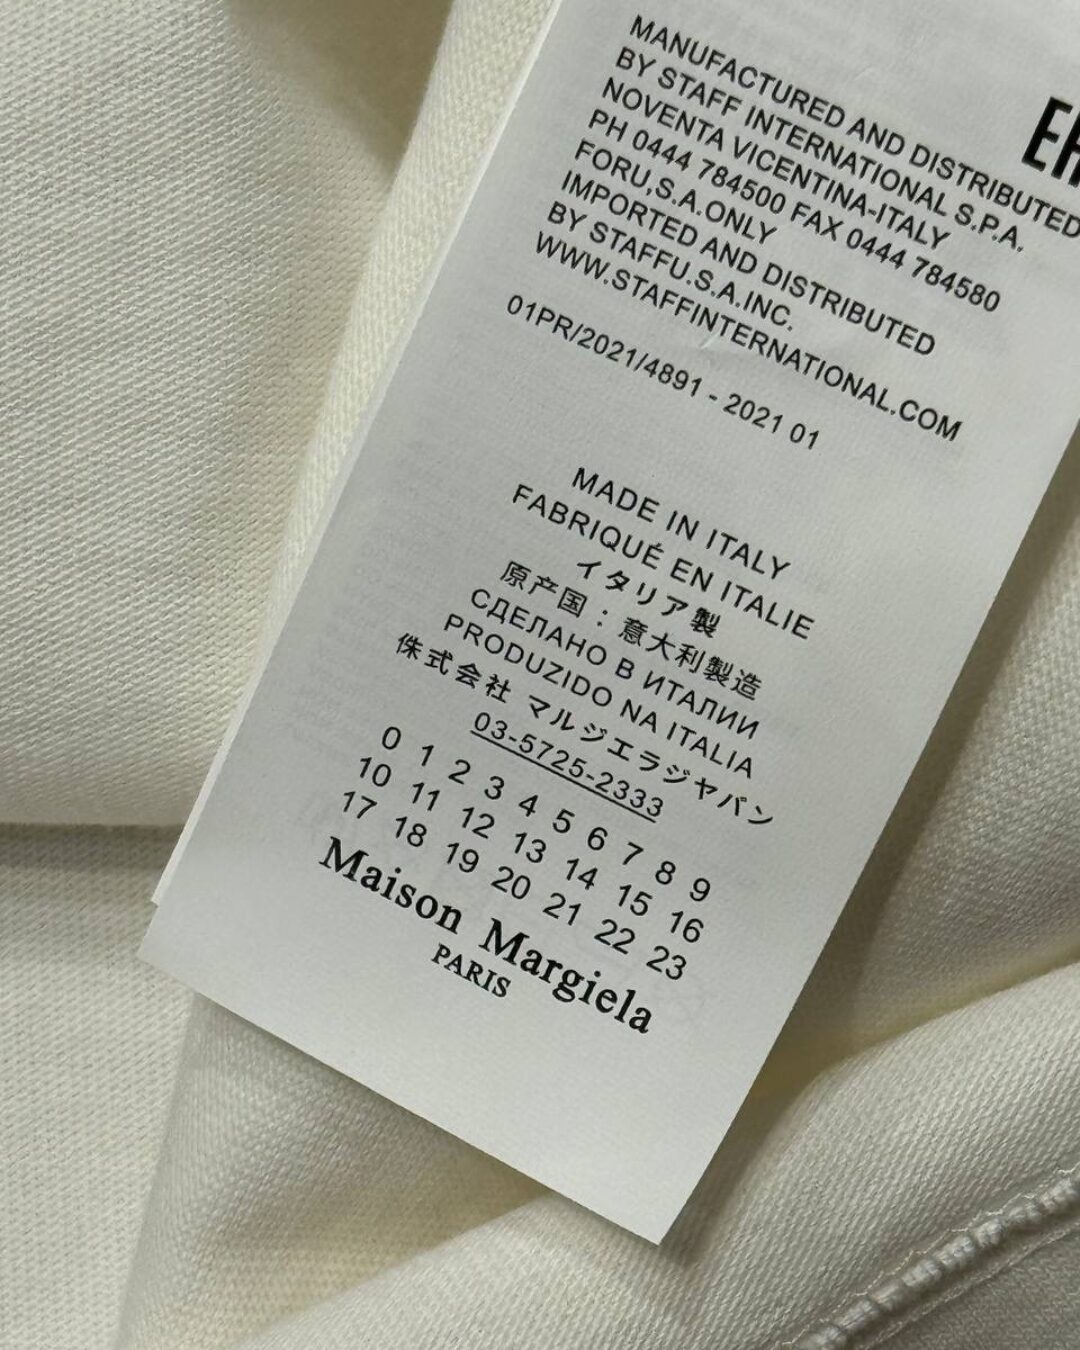 MANUFACTURED AND DISTRIBUTED
BY STAFF INTERNATIONAL S.P.A.
NOVENTA VICENTINA-ITALY
PH 0444 784500 FAX 0444 784580
FORU,S.A.ONLY
IMPORTED AND DISTRIBUTED
BY STAFFU.S.A.INC.
WWW.STAFFINTERNATIONAL.COM
01PR/2021/4891 - 2021 01
MADE IN ITALY
FABRIQUÉ EN ITALIE
イタリア製
原产国：意大利製造
СДЕЛАНО В ИТАЛИИ
PRODUZIDO NA ITALIA
侏式会社 マルジエラジャバン
03-5725-2333
0 1 2 3 4 5 6 7 8 9
10 11 12 13 14 15 16
17 18 19 20 21 22 23
Maison Margiela
PARIS